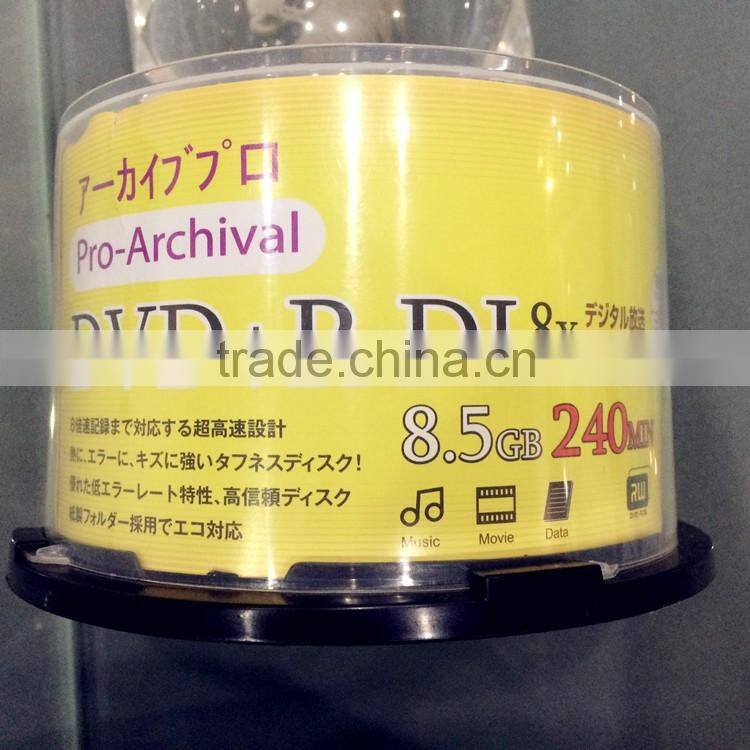 アーカイブプロ
Pro-Archival
DVD+R DL 8x
デジタル放送
trade.china.cn
8倍速記録まで対応する超高速設計
熱に、エラーに、キズに強いタフネスディスク!
優れた低エラーレート特性、高信頼ディスク
紙製フォルダー採用でエコ対応
8.5GB 240MIN
Music
Movie
Data
RW